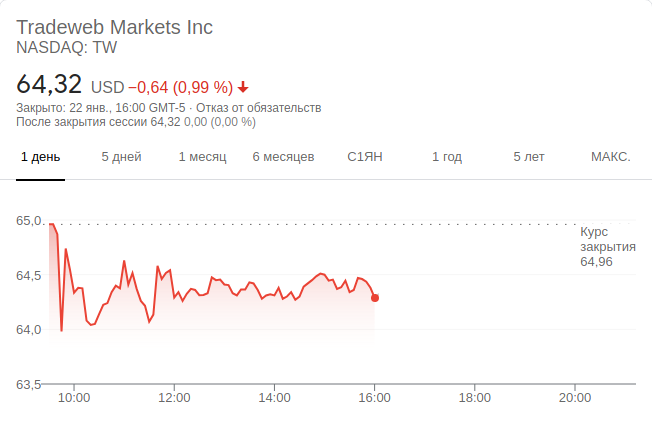 Tradeweb Markets Inc
NASDAQ: TW
64,32 USD −0,64 (0,99 %)
Закрыто: 22 янв., 16:00 GMT-5 · Отказ от обязательств
После закрытия сессии 64,32 0,00 (0,00 %)
1 день 5 дней 1 месяц 6 месяцев С1ЯН 1 год 5 лет МАКС.
65,0
Курс
закрытия
64,96
64,5
64,0
63,5
10:00 12:00 14:00 16:00 18:00 20:00